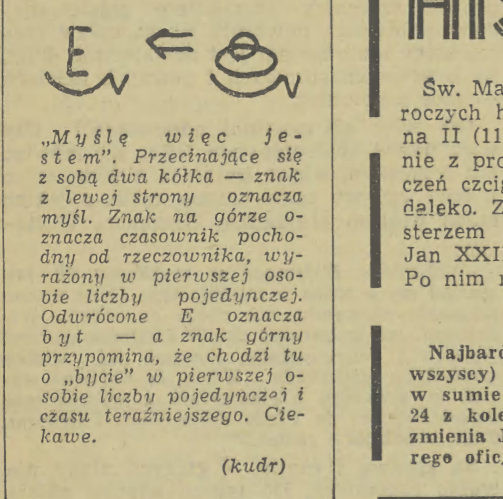 „Myślę więc je-
stem”. Przecinające się
z sobą dwa kółka — znak
z lewej strony oznacza
myśl. Znak na górze o-
znacza czasownik pocho-
dny od rzeczownika, wy-
rażony w pierwszej oso-
bie liczby pojedynczej.
Odwrócone E oznacza
byt — a znak górny
przypomina, że chodzi tu
o „bycie” w pierwszej o-
sobie liczby pojedynczej i
czasu teraźniejszego. Cie-
kawe.
(kudr)
Św. Ma
roczych h
na II (11
nie z pro
czeń czci
daleko. Z
sterzem
Jan XXI
Po nim
Najbard
wszyscy)
w sumie
24 z kole
zmienia J
rego ofic